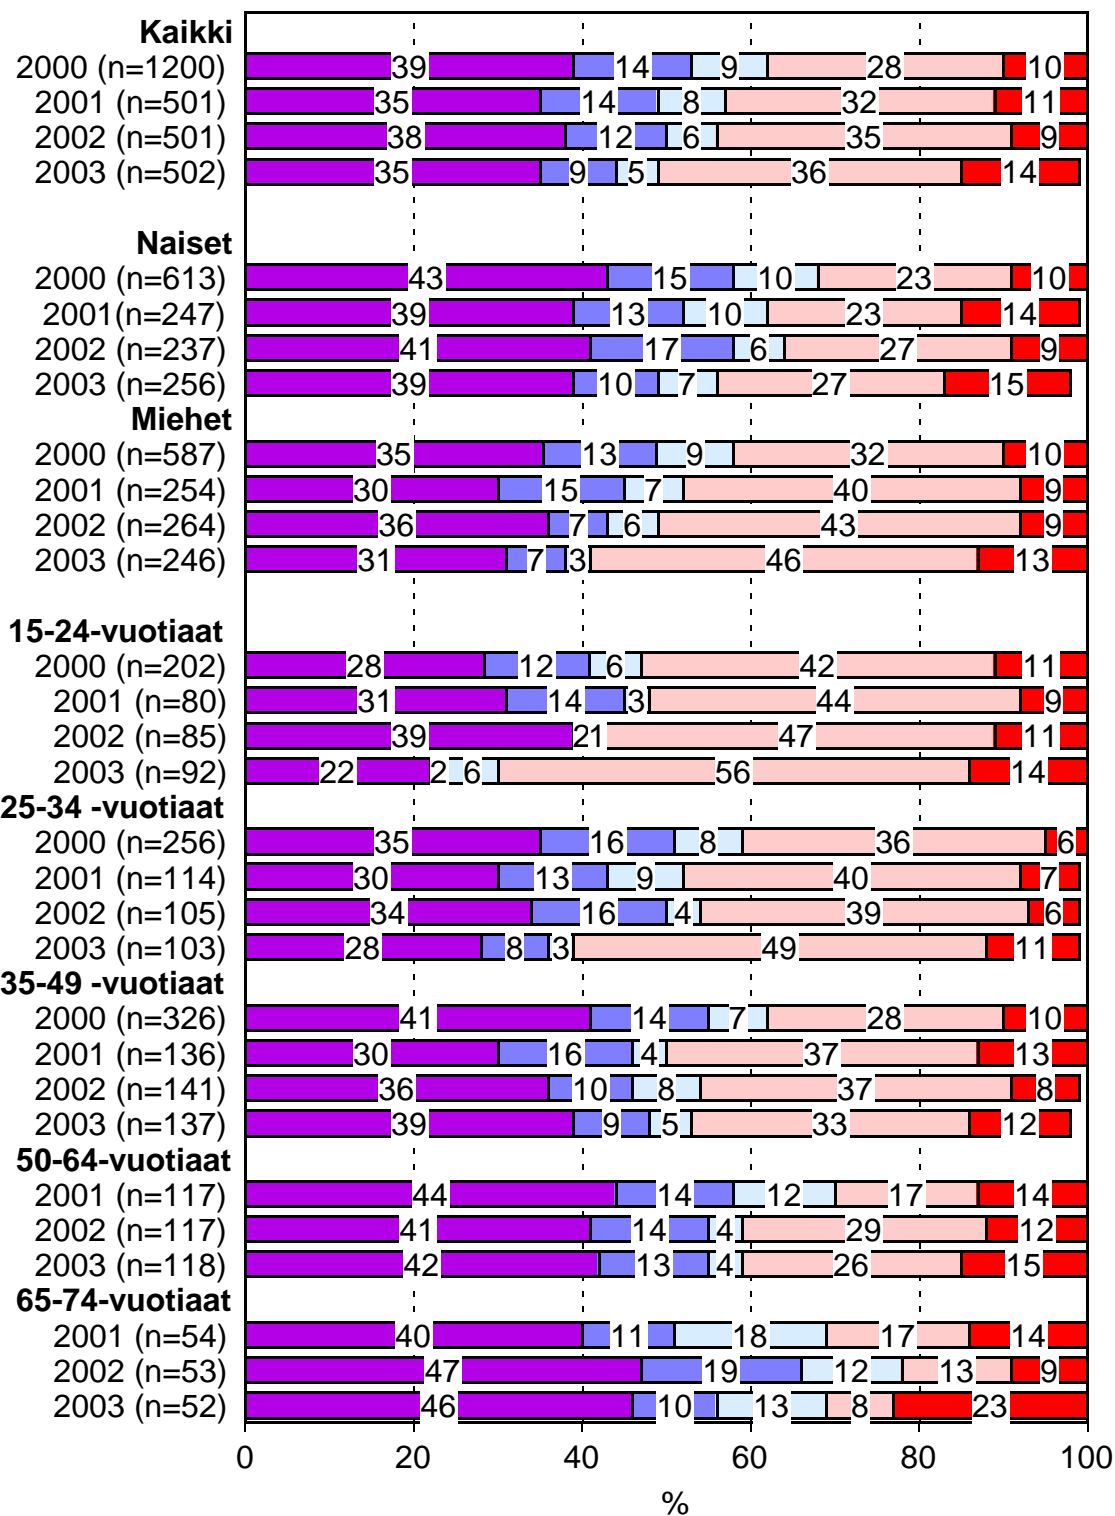 Kaikki
2000 (n=1200) 39 14 9 28 10
2001 (n=501) 35 14 8 32 11
2002 (n=501) 38 12 6 35 9
2003 (n=502) 35 9 5 36 14
Naiset
2000 (n=613) 43 15 10 23 10
2001(n=247) 39 13 10 23 14
2002 (n=237) 41 17 6 27 9
2003 (n=256) 39 10 7 27 15
Miehet
2000 (n=587) 35 13 9 32 10
2001 (n=254) 30 15 7 40 9
2002 (n=264) 36 7 6 43 9
2003 (n=246) 31 7 3 46 13
15-24-vuotiaat
2000 (n=202) 28 12 6 42 11
2001 (n=80) 31 14 3 44 9
2002 (n=85) 39 21 47 11
2003 (n=92) 22 2 6 56 14
25-34 -vuotiaat
2000 (n=256) 35 16 8 36 6
2001 (n=114) 30 13 9 40 7
2002 (n=105) 34 16 4 39 6
2003 (n=103) 28 8 3 49 11
35-49 -vuotiaat
2000 (n=326) 41 14 7 28 10
2001 (n=136) 30 16 4 37 13
2002 (n=141) 36 10 8 37 8
2003 (n=137) 39 9 5 33 12
50-64-vuotiaat
2001 (n=117) 44 14 12 17 14
2002 (n=117) 41 14 4 29 12
2003 (n=118) 42 13 4 26 15
65-74-vuotiaat
2001 (n=54) 40 11 18 17 14
2002 (n=53) 47 19 12 13 9
2003 (n=52) 46 10 13 8 23
0 20 40 60 80 100
%